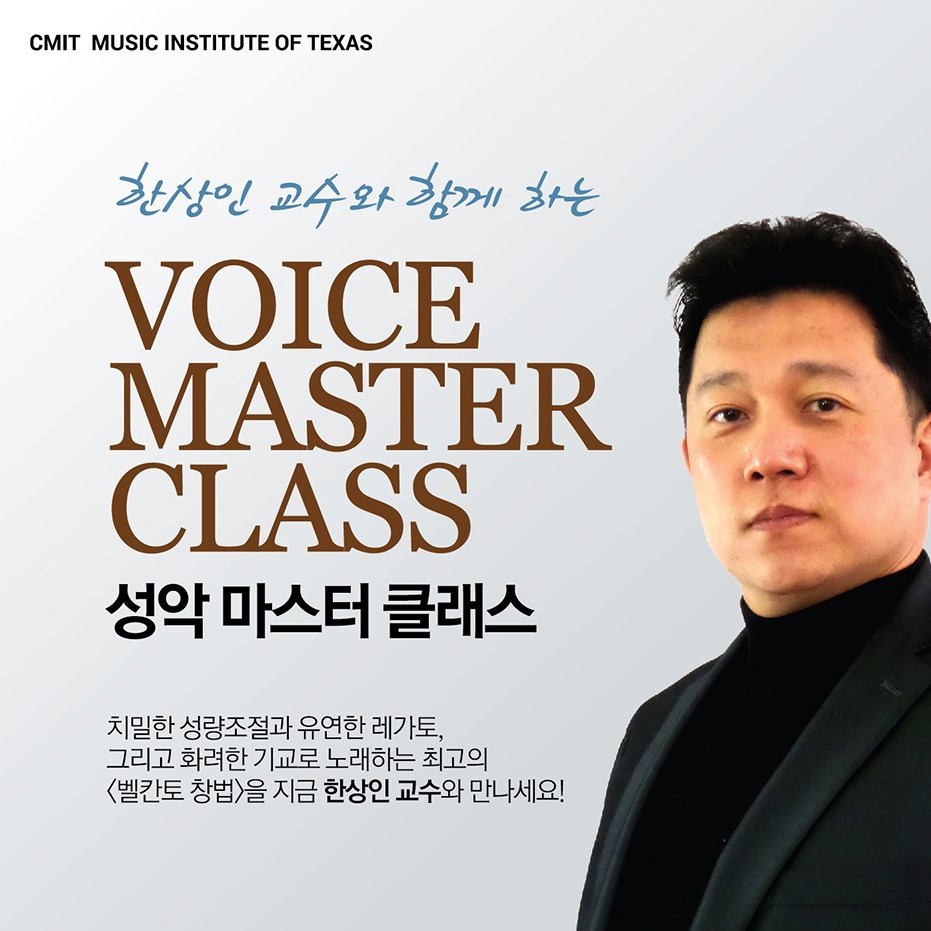 CMIT MUSIC INSTITUTE OF TEXAS
한상인 교수와 함께 하는
VOICE
MASTER
CLASS
성악 마스터 클래스
치밀한 성량조절과 유연한 레가토,
그리고 화려한 기교로 노래하는 최고의
<벨칸토 창법>을 지금 한상인 교수와 만나세요!